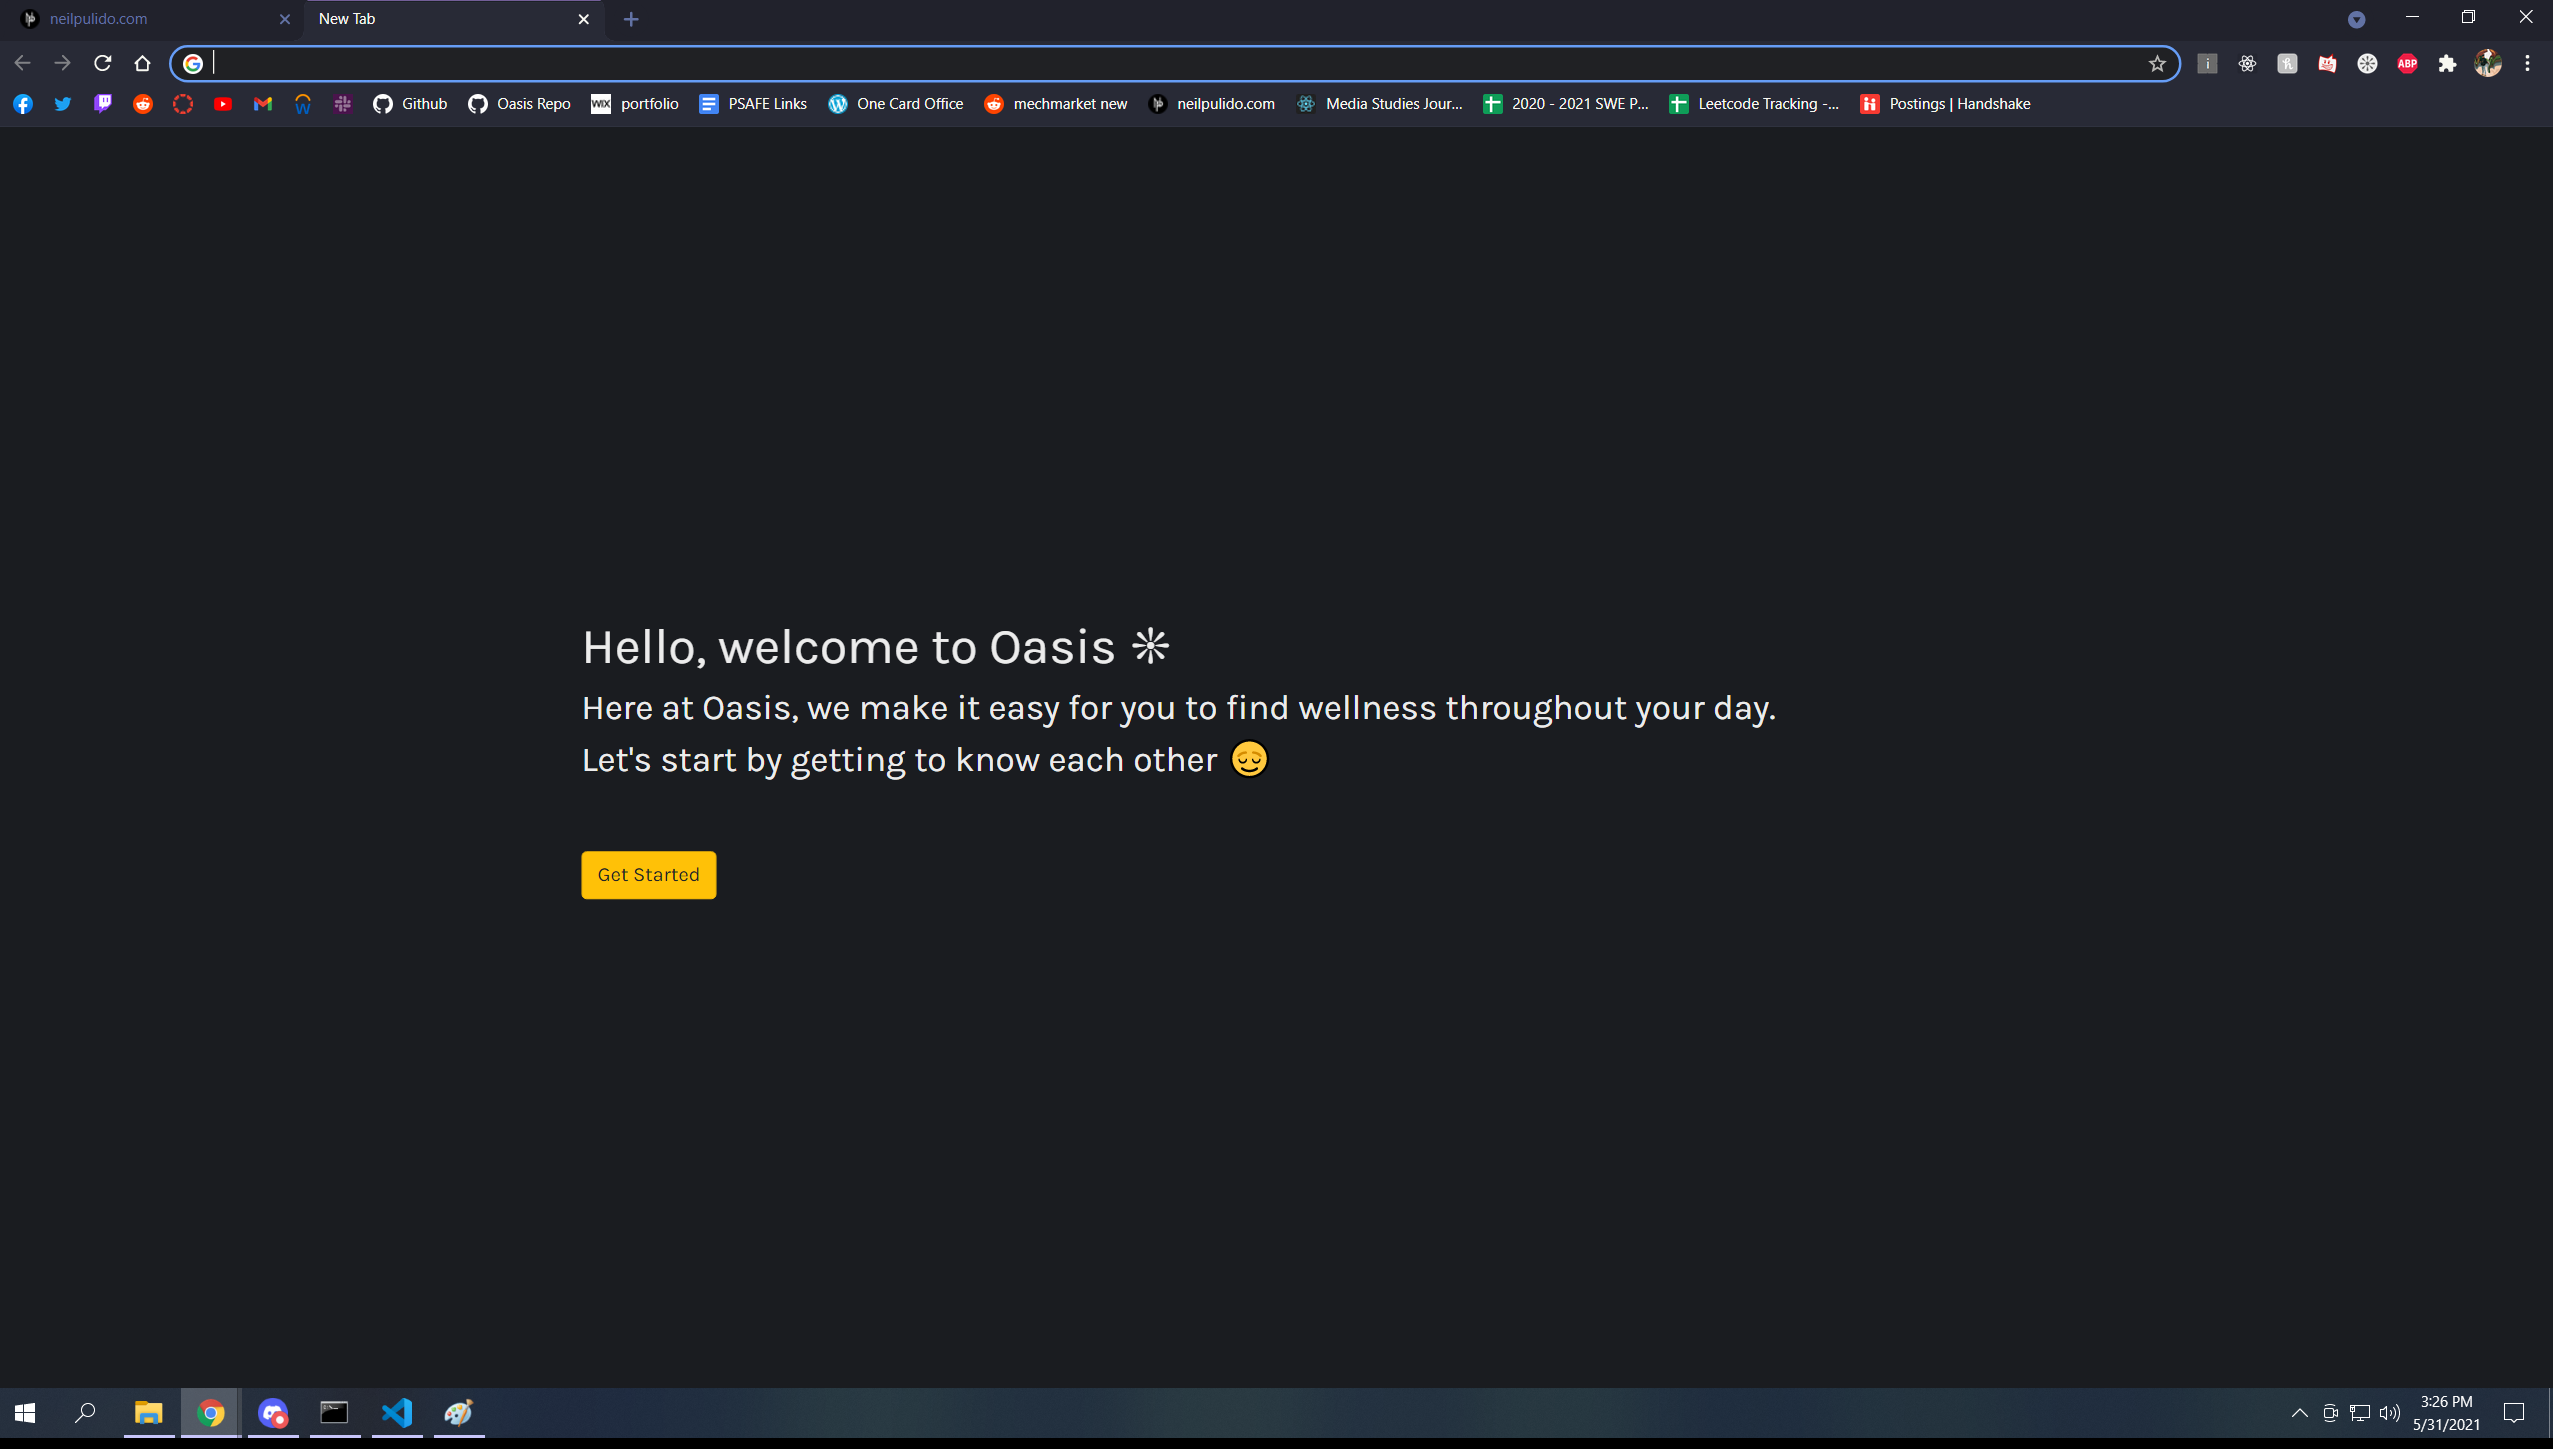 neilpulido.com
New Tab
Github
Oasis Repo
WIX portfolio
PSAFE Links
One Card Office
mechmarket new
neilpulido.com
Media Studies Jour...
2020 - 2021 SWE P...
Leetcode Tracking -...
Postings | Handshake
ABP
Hello, welcome to Oasis
Here at Oasis, we make it easy for you to find wellness throughout your day.
Let's start by getting to know each other 😌
Get Started
3:26 PM
5/31/2021